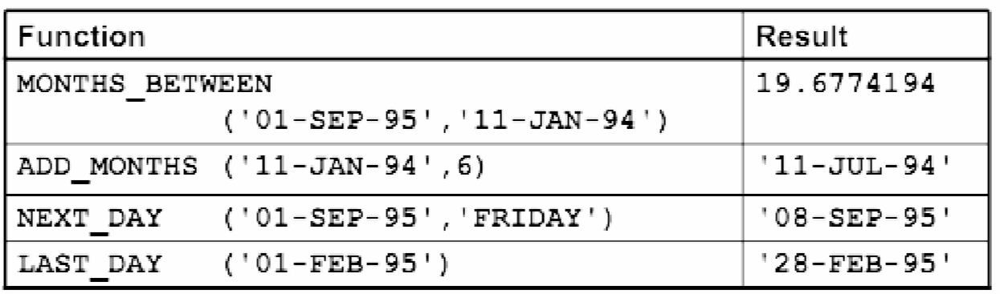 Function Result
MONTHS_BETWEEN 19.6774194
('01-SEP-95','11-JAN-94')
ADD_MONTHS ('11-JAN-94',6) '11-JUL-94'
NEXT_DAY ('01-SEP-95','FRIDAY') '08-SEP-95'
LAST_DAY ('01-FEB-95') '28-FEB-95'